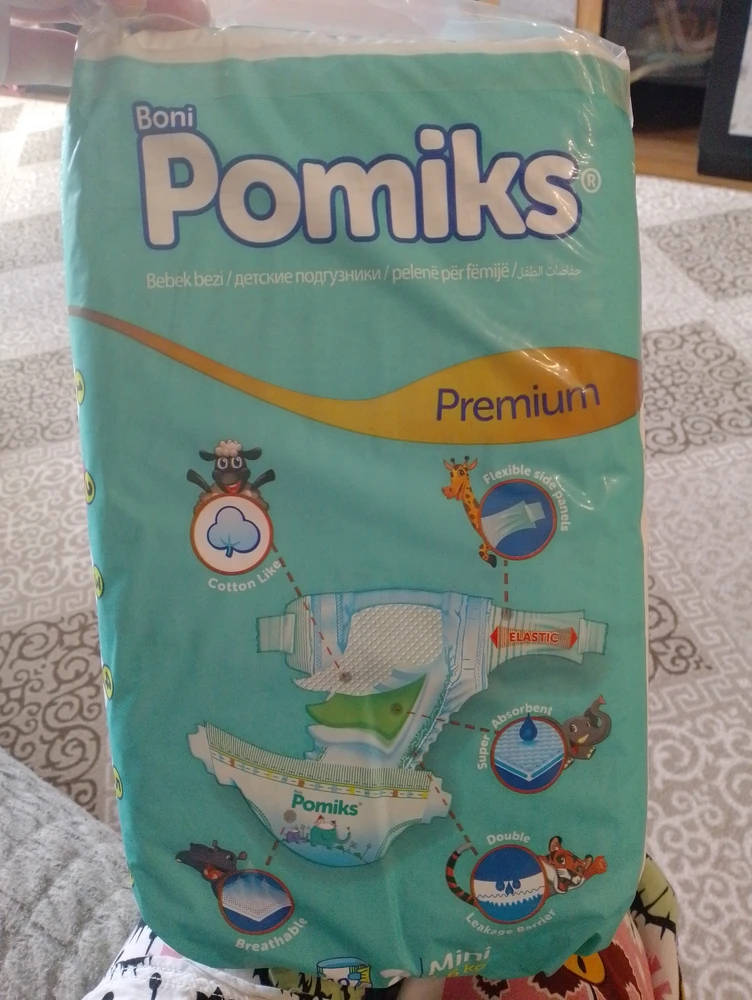 Boni
Pomiks®
Bebek bezi / детские подгузники / pelenë për fëmijë / حفاضات الطفل
Premium
Flexible side panels
Cotton Like
ELASTIC
Super Absorbent
Pomiks
Double
Leakage Barrier
Breathable
Mini